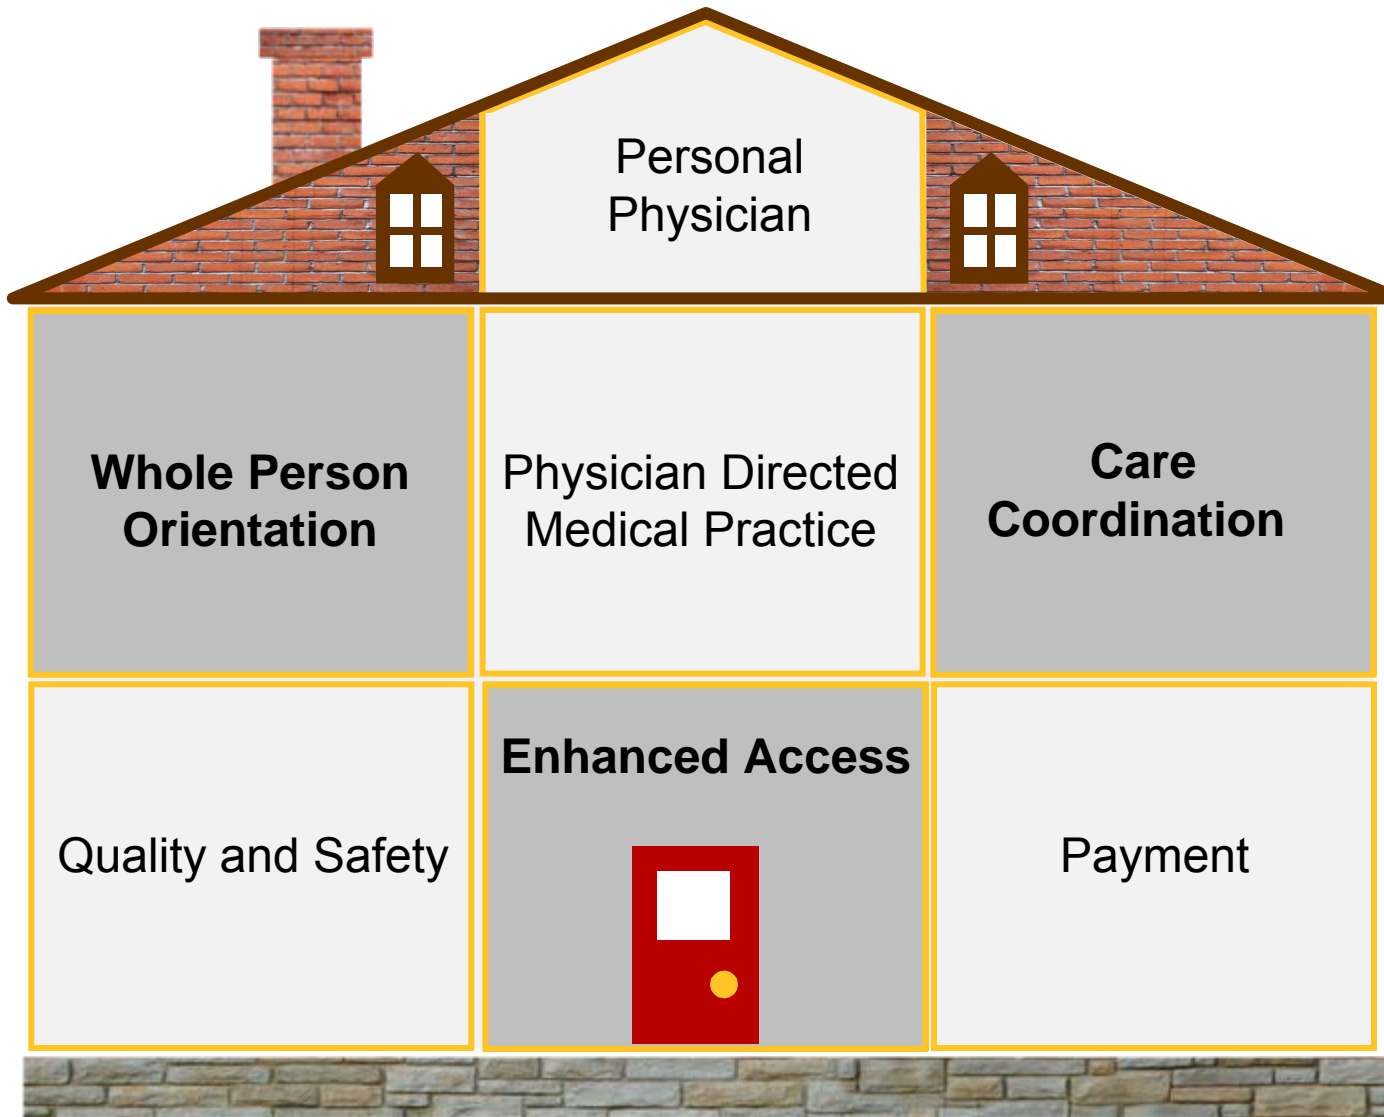 Personal
Physician
Whole Person
Orientation
Physician Directed
Medical Practice
Care
Coordination
Quality and Safety
Enhanced Access
Payment